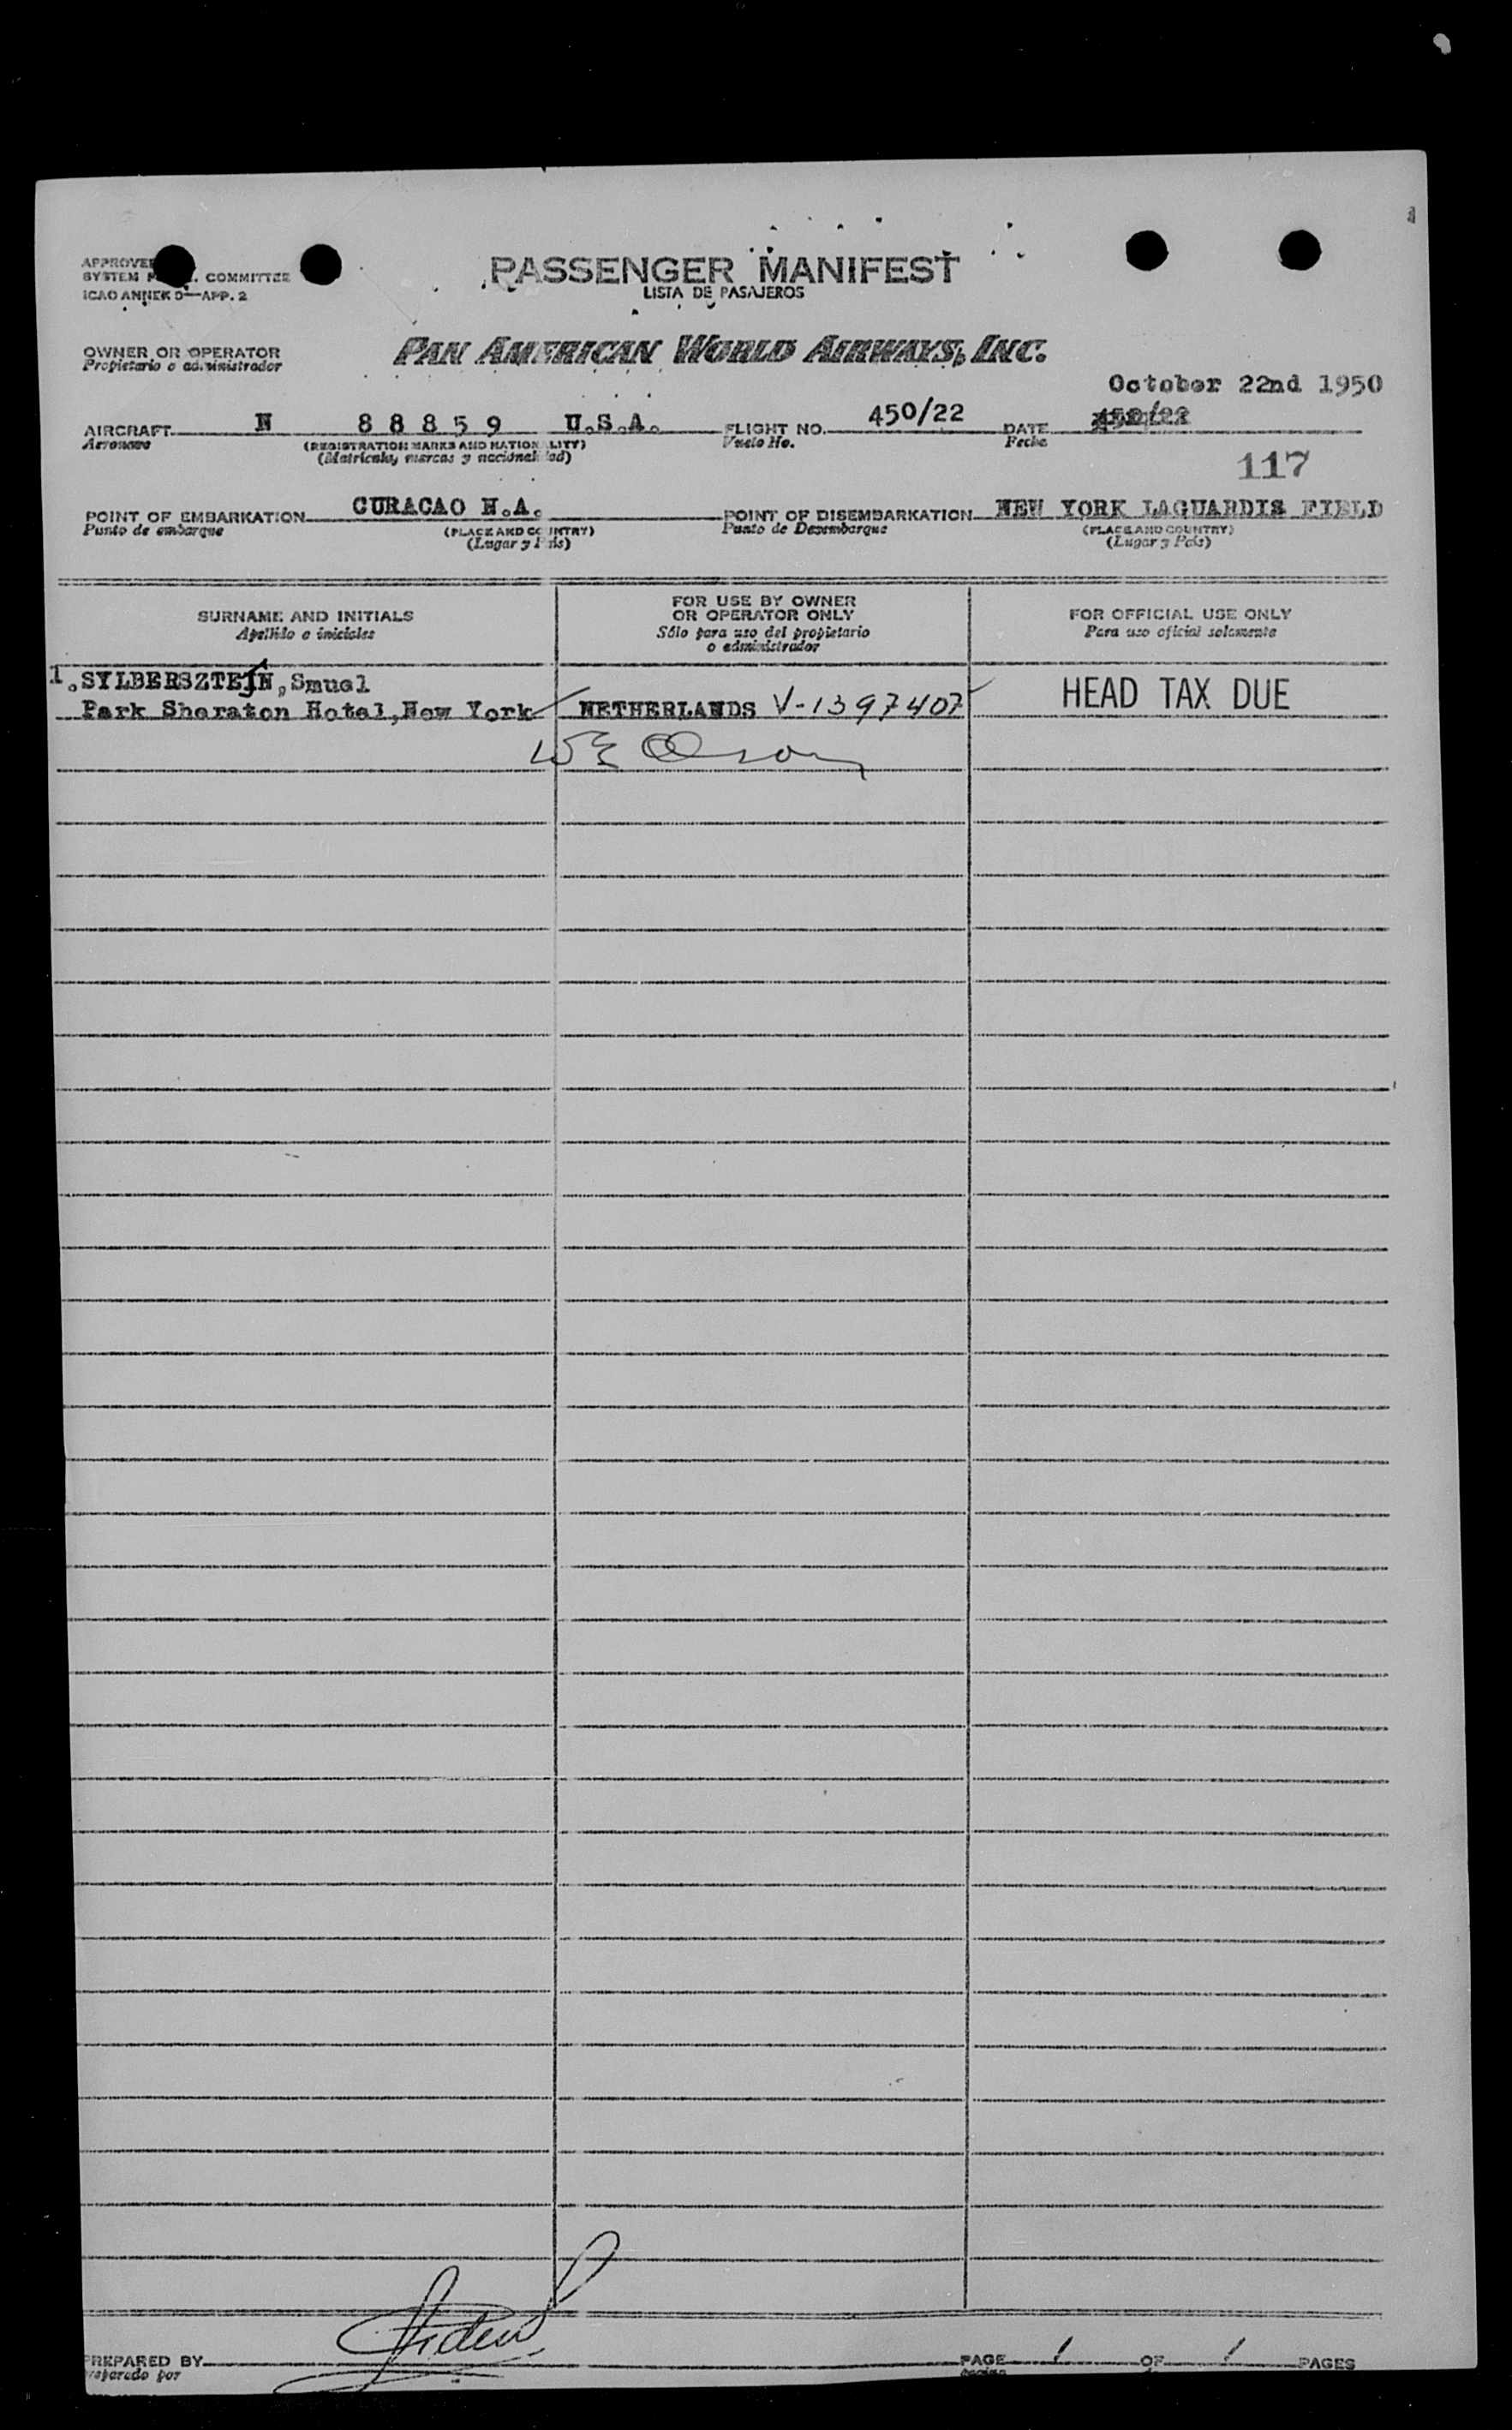 APPROVED
SYSTEM F COMMITTEE
ICAO ANNEX 9—APP. 2
PASSENGER MANIFEST
LISTA DE PASAJEROS
OWNER OR OPERATOR
Propietario o administrador
PAN AMERICAN WORLD AIRWAYS, INC.
October 22nd 1950
AIRCRAFT N 88859 U.S.A. FLIGHT NO. 450/22 DATE 450/22
Aeronave (REGISTRATION MARKS AND NATIONALITY) Vuelo No. Fecha
(Matrícula, marcas y nacionalidad)
117
POINT OF EMBARKATION CURACAO N.A. POINT OF DISEMBARKATION NEW YORK LAGUARDIS FIELD
Punto de embarque (PLACE AND COUNTRY) Punto de Desembarque (PLACE AND COUNTRY)
(Lugar y País) (Lugar y País)
SURNAME AND INITIALS FOR USE BY OWNER OR OPERATOR ONLY FOR OFFICIAL USE ONLY
Apellido e iniciales Sólo para uso del propietario o administrador Para uso oficial solamente
1. SYLBERSZTEJN, Smuel
Park Sheraton Hotel, New York NETHERLANDS V-1397407 HEAD TAX DUE
PREPARED BY PAGE 1 OF 1 PAGES
Preparado por